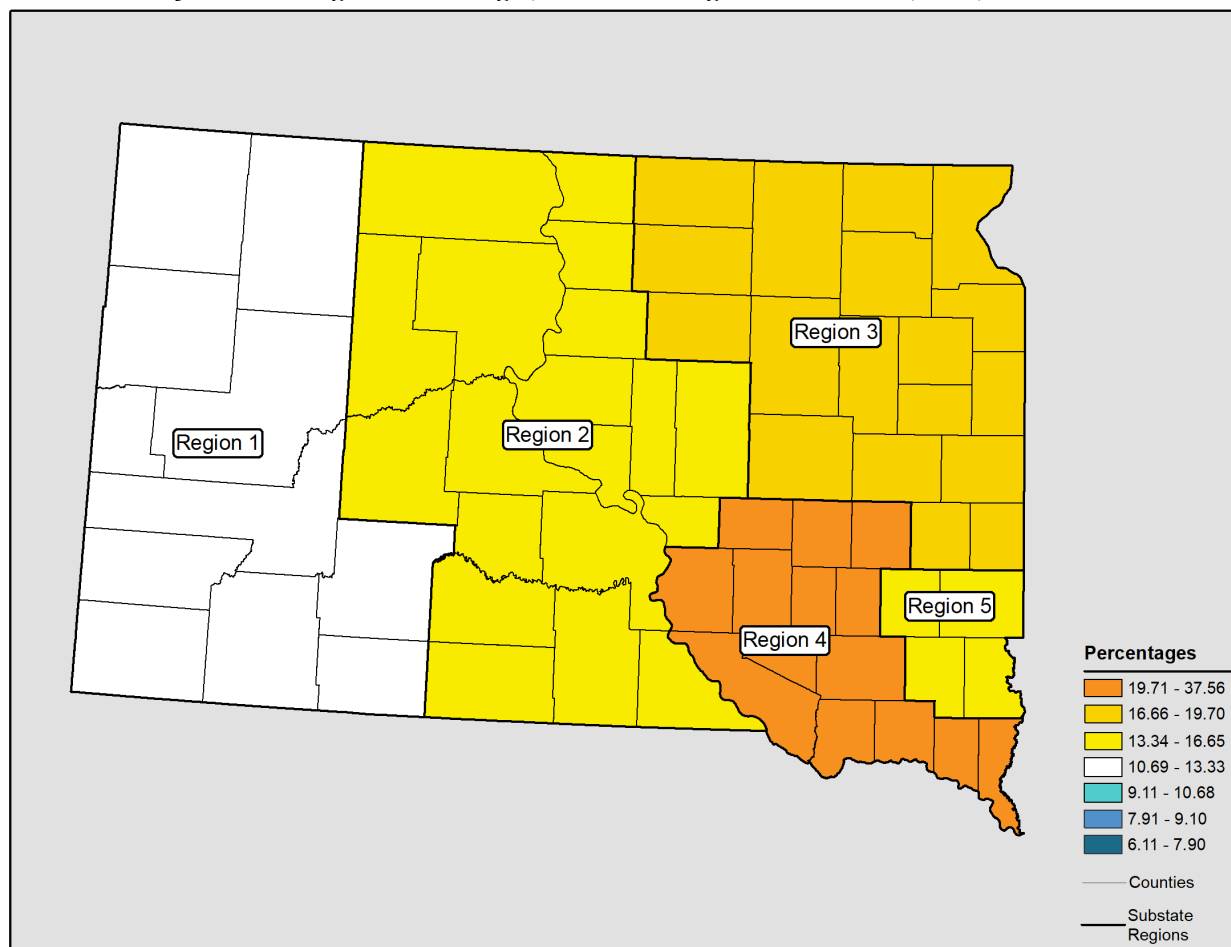 Region 3
Region 2
Region 1
Region 5
Region 4
Percentages
19.71 - 37.56
16.66 - 19.70
13.34 - 16.65
10.69 - 13.33
9.11 - 10.68
7.91 - 9.10
6.11 - 7.90
Counties
Substate
Regions